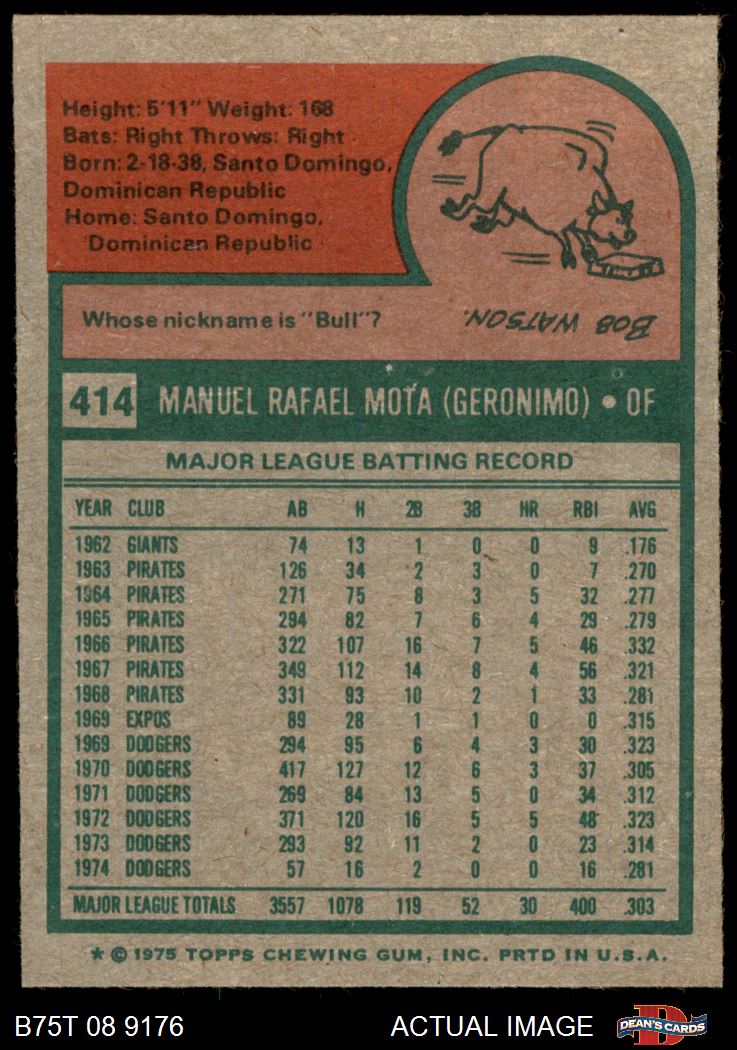 Height: 5'11" Weight: 168
Bats: Right Throws: Right
Born: 2-18-38, Santo Domingo,
Dominican Republic
Home: Santo Domingo,
Dominican Republic
Whose nickname is "Bull"?
BOB WATSON.
414 MANUEL RAFAEL MOTA (GERONIMO) • OF
MAJOR LEAGUE BATTING RECORD
YEAR CLUB AB H 2B 3B HR RBI AVG
1962 GIANTS 74 13 1 0 0 9 .176
1963 PIRATES 126 34 2 3 0 7 .270
1964 PIRATES 271 75 8 3 5 32 .277
1965 PIRATES 294 82 7 6 4 29 .279
1966 PIRATES 322 107 16 7 5 46 .332
1967 PIRATES 349 112 14 8 4 56 .321
1968 PIRATES 331 93 10 2 1 33 .281
1969 EXPOS 89 28 1 1 0 0 .315
1969 DODGERS 294 95 6 4 3 30 .323
1970 DODGERS 417 127 12 6 3 37 .305
1971 DODGERS 269 84 13 5 0 34 .312
1972 DODGERS 371 120 16 5 5 48 .323
1973 DODGERS 293 92 11 2 0 23 .314
1974 DODGERS 57 16 2 0 0 16 .281
MAJOR LEAGUE TOTALS 3557 1078 119 52 30 400 .303
* © 1975 TOPPS CHEWING GUM, INC. PRTD IN U.S.A.
B75T 08 9176 ACTUAL IMAGE D DEAN'S CARDS